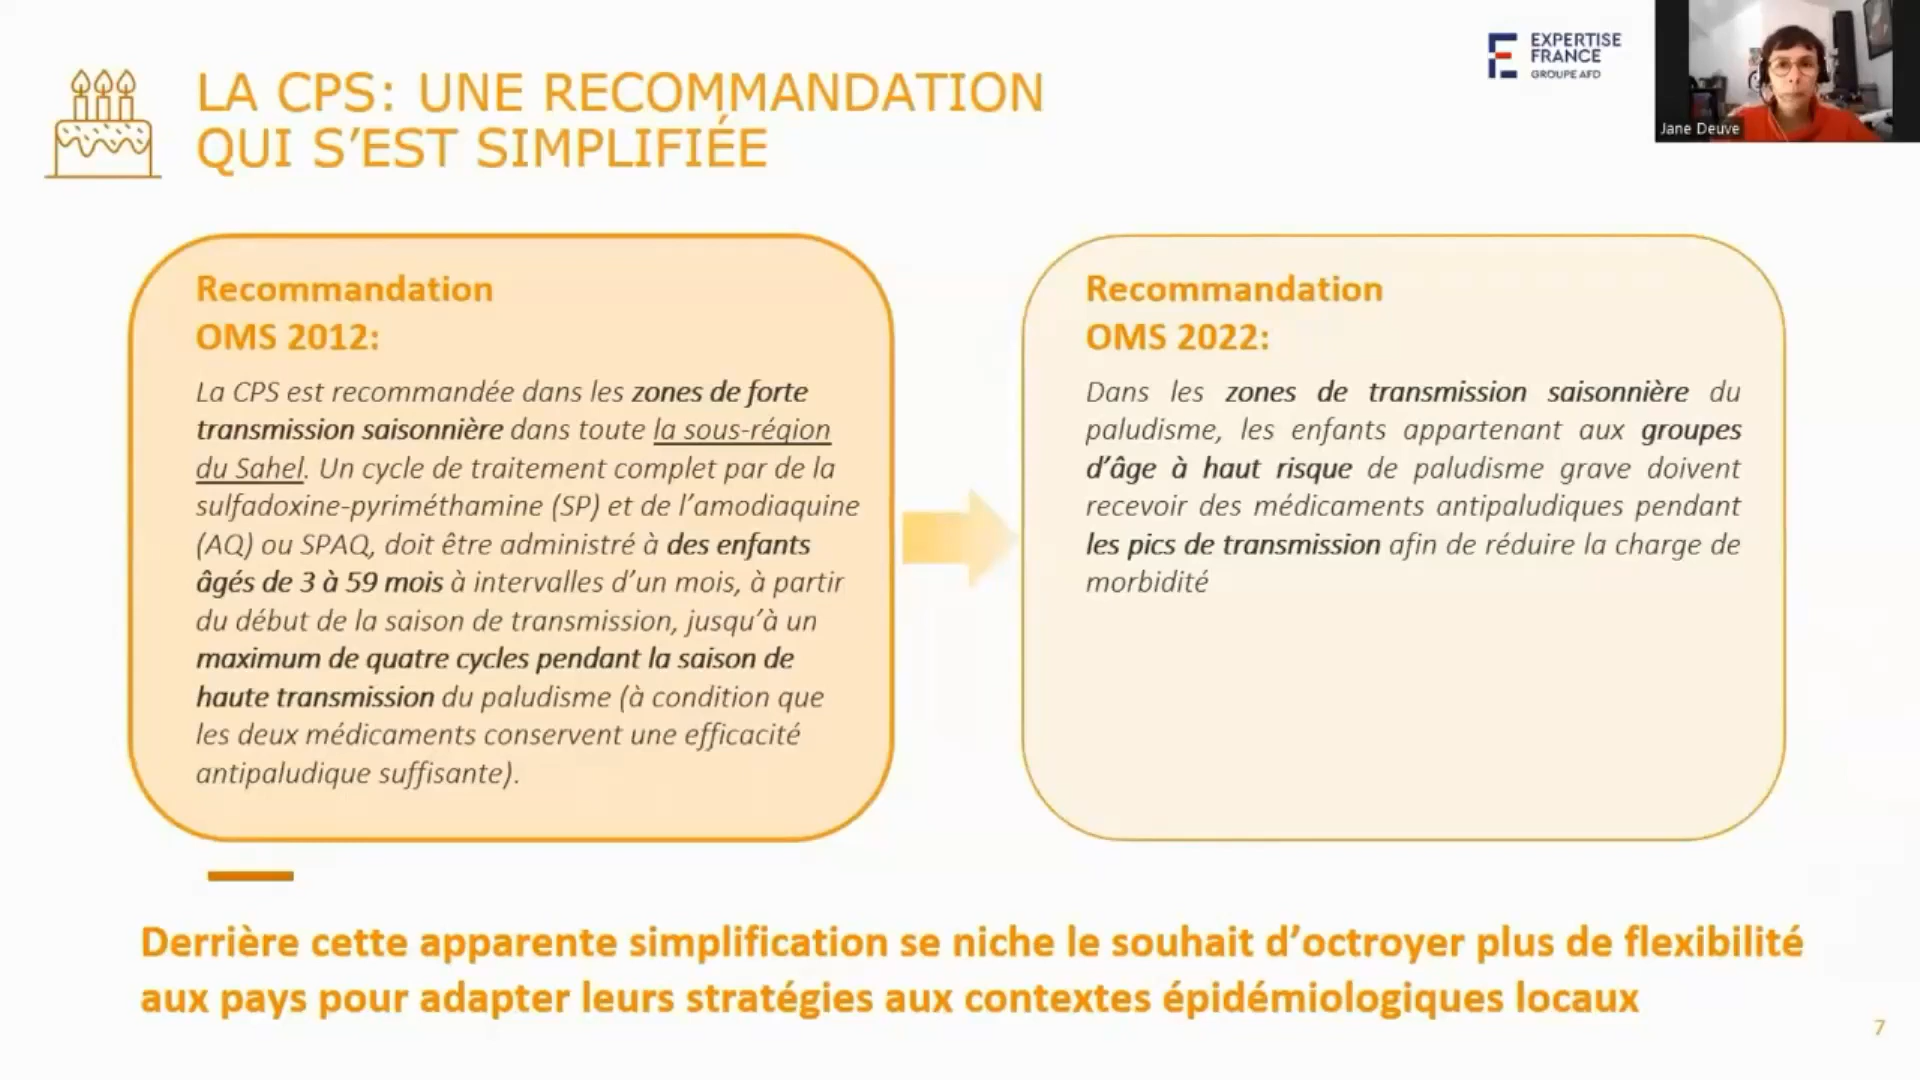 LA CPS: UNE RECOMMANDATION
QUI S’EST SIMPLIFIÉE
EXPERTISE
FRANCE
GROUPE AFD
Jane Deuve
Recommandation
OMS 2012:
La CPS est recommandée dans les zones de forte
transmission saisonnière dans toute la sous-région
du Sahel. Un cycle de traitement complet par de la
sulfadoxine-pyriméthamine (SP) et de l’amodiaquine
(AQ) ou SPAQ, doit être administré à des enfants
âgés de 3 à 59 mois à intervalles d’un mois, à partir
du début de la saison de transmission, jusqu’à un
maximum de quatre cycles pendant la saison de
haute transmission du paludisme (à condition que
les deux médicaments conservent une efficacité
antipaludique suffisante).
Recommandation
OMS 2022:
Dans les zones de transmission saisonnière du
paludisme, les enfants appartenant aux groupes
d’âge à haut risque de paludisme grave doivent
recevoir des médicaments antipaludiques pendant
les pics de transmission afin de réduire la charge de
morbidité
Derrière cette apparente simplification se niche le souhait d’octroyer plus de flexibilité
aux pays pour adapter leurs stratégies aux contextes épidémiologiques locaux
7